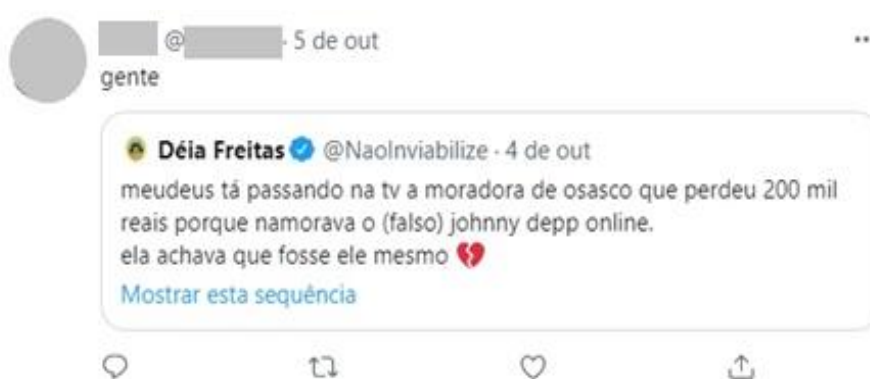 @ · 5 de out
gente
Déia Freitas @NaoInviabilize · 4 de out
meudeus tá passando na tv a moradora de osasco que perdeu 200 mil
reais porque namorava o (falso) johnny depp online.
ela achava que fosse ele mesmo 💔
Mostrar esta sequência